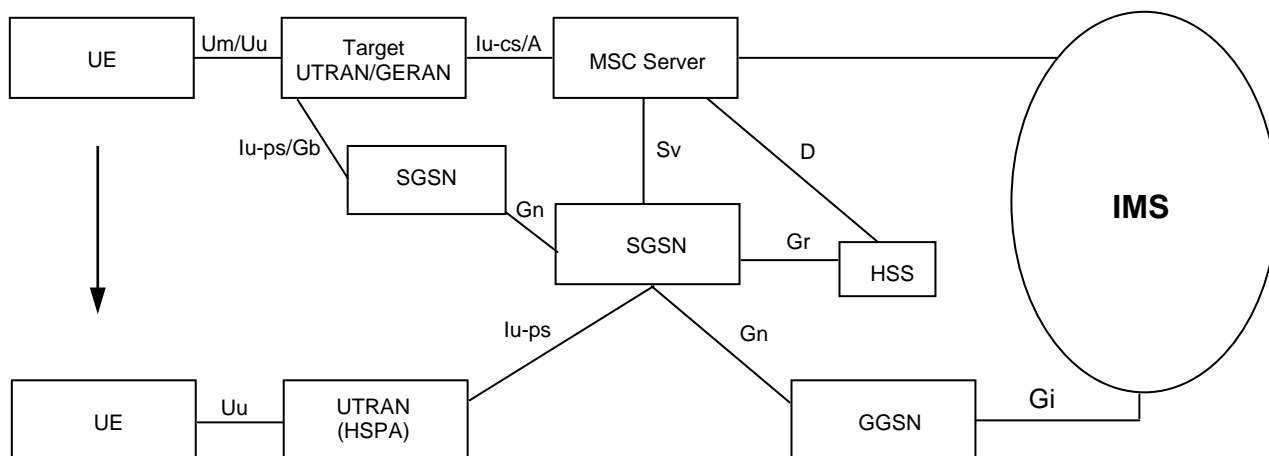 UE
Um/Uu
Target
UTRAN/GERAN
Iu-cs/A
MSC Server
Iu-ps/Gb
SGSN
Gn
Sv
D
IMS
SGSN
Gr
HSS
Iu-ps
Gn
UE
Uu
UTRAN
(HSPA)
GGSN
Gi